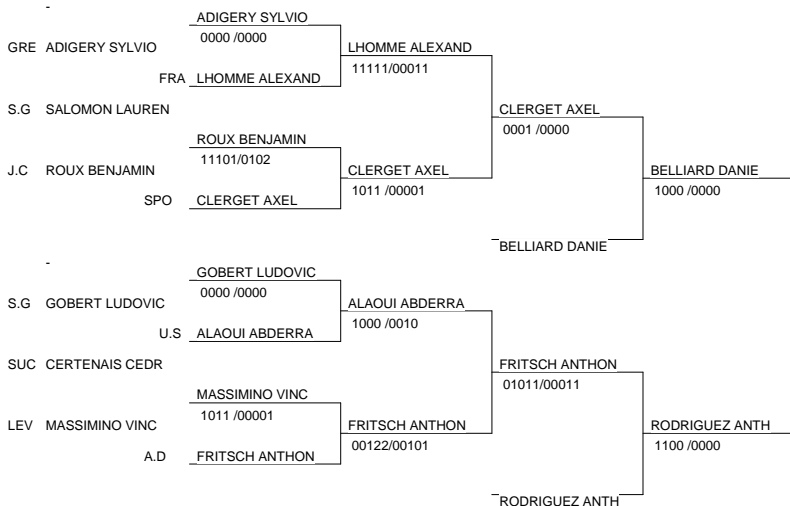 -
ADIGERY SYLVIO
0000 /0000
GRE ADIGERY SYLVIO
LHOMME ALEXAND
11111/00011
FRA LHOMME ALEXAND
S.G SALOMON LAUREN
CLERGET AXEL
0001 /0000
ROUX BENJAMIN
11101/0102
J.C ROUX BENJAMIN
CLERGET AXEL
1011 /00001
BELLIARD DANIE
1000 /0000
SPO CLERGET AXEL
BELLIARD DANIE
-
GOBERT LUDOVIC
0000 /0000
S.G GOBERT LUDOVIC
ALAOUI ABDERRA
1000 /0010
U.S ALAOUI ABDERRA
SUC CERTENAIS CEDR
FRITSCH ANTHON
01011/00011
MASSIMINO VINC
1011 /00001
LEV MASSIMINO VINC
FRITSCH ANTHON
00122/00101
RODRIGUEZ ANTH
1100 /0000
A.D FRITSCH ANTHON
RODRIGUEZ ANTH